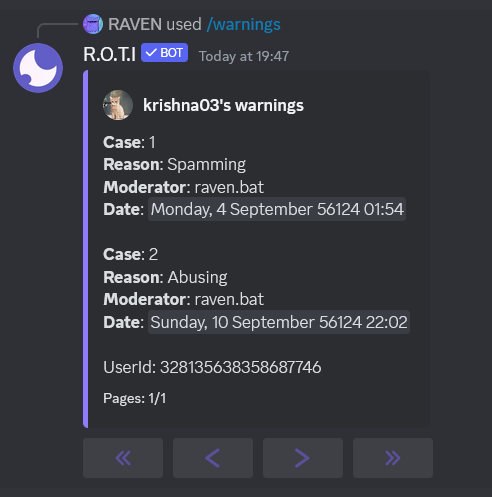 RAVEN used /warnings
R.O.T.I ✓ BOT Today at 19:47
krishna03's warnings
Case: 1
Reason: Spamming
Moderator: raven.bat
Date: Monday, 4 September 56124 01:54
Case: 2
Reason: Abusing
Moderator: raven.bat
Date: Sunday, 10 September 56124 22:02
UserId: 328135638358687746
Pages: 1/1
« < > »